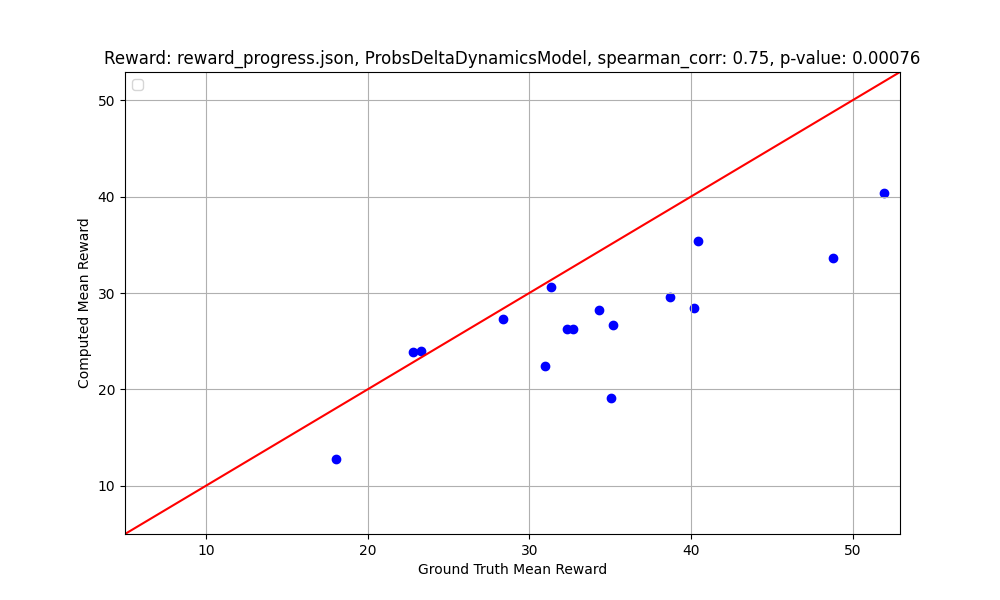 Reward: reward_progress.json, ProbsDeltaDynamicsModel, spearman_corr: 0.75, p-value: 0.00076
50
40
30
20
10
Computed Mean Reward
10 20 30 40 50
Ground Truth Mean Reward